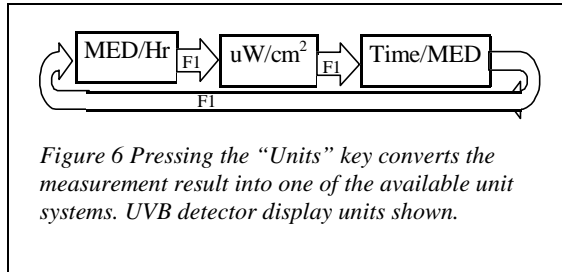 MED/Hr F1 uW/cm² F1 Time/MED
F1
Figure 6 Pressing the “Units” key converts the
measurement result into one of the available unit
systems. UVB detector display units shown.